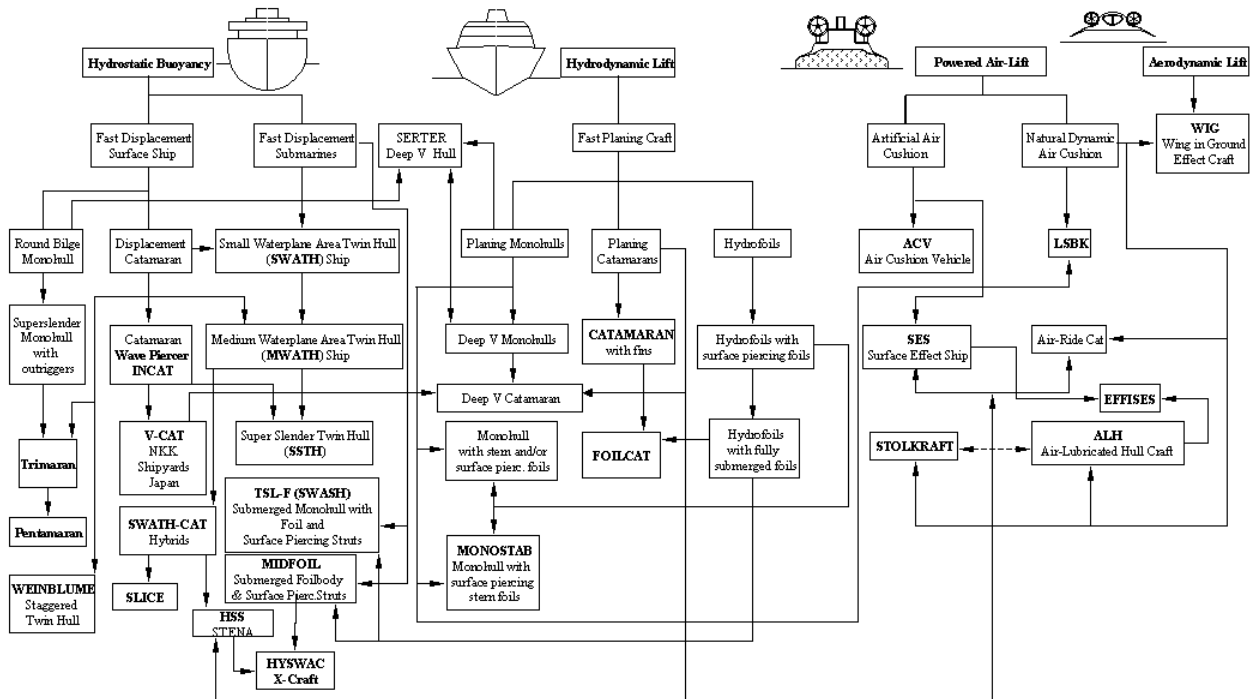 Hydrostatic Buoyancy
Hydrodynamic Lift
Powered Air-Lift
Aerodynamic Lift
Fast Displacement
Surface Ship
Fast Displacement
Submarines
SERTER
Deep V Hull
Fast Planing Craft
Artificial Air
Cushion
Natural Dynamic
Air Cushion
WIG
Wing in Ground
Effect Craft
Round Bilge
Monohull
Displacement
Catamaran
Small Waterplane Area Twin Hull
(SWATH) Ship
Planing Monohulls
Planing
Catamarans
Hydrofoils
ACV
Air Cushion Vehicle
LSBK
Superslender
Monohull
with
outriggers
Catamaran
Wave Piercer
INCAT
Medium Waterplane Area Twin Hull
(MWATH) Ship
Deep V Monohulls
CATAMARAN
with fins
Hydrofoils with
surface piercing foils
SES
Surface Effect Ship
Air-Ride Cat
Deep V Catamaran
EFFISES
Trimaran
V-CAT
NKK
Shipyards
Japan
Super Slender Twin Hull
(SSTH)
Monohull
with stern and/or
surface pierc. foils
FOILCAT
Hydrofoils
with fully
submerged foils
STOLKRAFT
ALH
Air-Lubricated Hull Craft
Pentamaran
SWATH-CAT
Hybrids
TSL-F (SWASH)
Submerged Monohull with
Foil and
Surface Piercing Struts
MONOSTAB
Monohull with
surface piercing
stern foils
WEINBLUME
Staggered
Twin Hull
SLICE
MIDFOIL
Submerged Foilbody
& Surface Pierc.Struts
HSS
STENA
HYSWAC
X-Craft